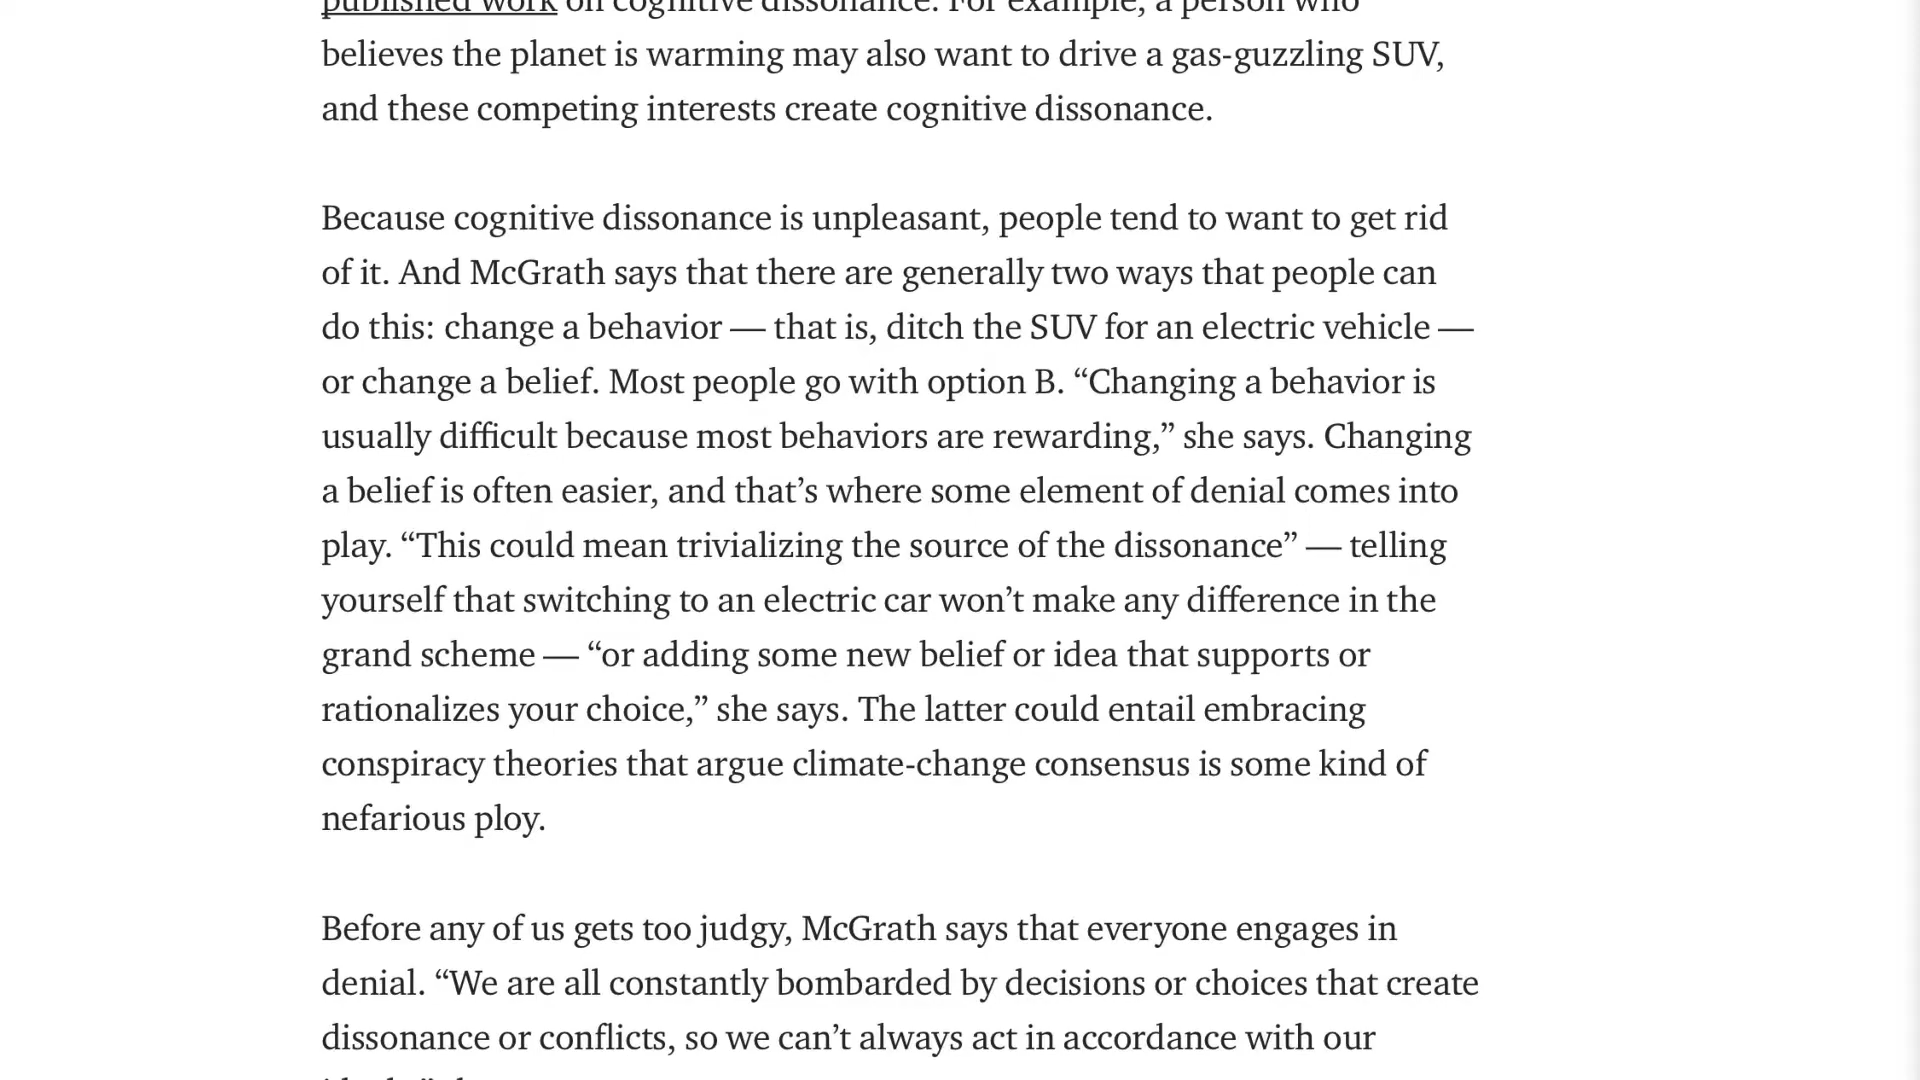 published work on cognitive dissonance. For example, a person who
believes the planet is warming may also want to drive a gas-guzzling SUV,
and these competing interests create cognitive dissonance.
Because cognitive dissonance is unpleasant, people tend to want to get rid
of it. And McGrath says that there are generally two ways that people can
do this: change a behavior — that is, ditch the SUV for an electric vehicle —
or change a belief. Most people go with option B. “Changing a behavior is
usually difficult because most behaviors are rewarding,” she says. Changing
a belief is often easier, and that’s where some element of denial comes into
play. “This could mean trivializing the source of the dissonance” — telling
yourself that switching to an electric car won’t make any difference in the
grand scheme — “or adding some new belief or idea that supports or
rationalizes your choice,” she says. The latter could entail embracing
conspiracy theories that argue climate-change consensus is some kind of
nefarious ploy.
Before any of us gets too judgy, McGrath says that everyone engages in
denial. “We are all constantly bombarded by decisions or choices that create
dissonance or conflicts, so we can’t always act in accordance with our